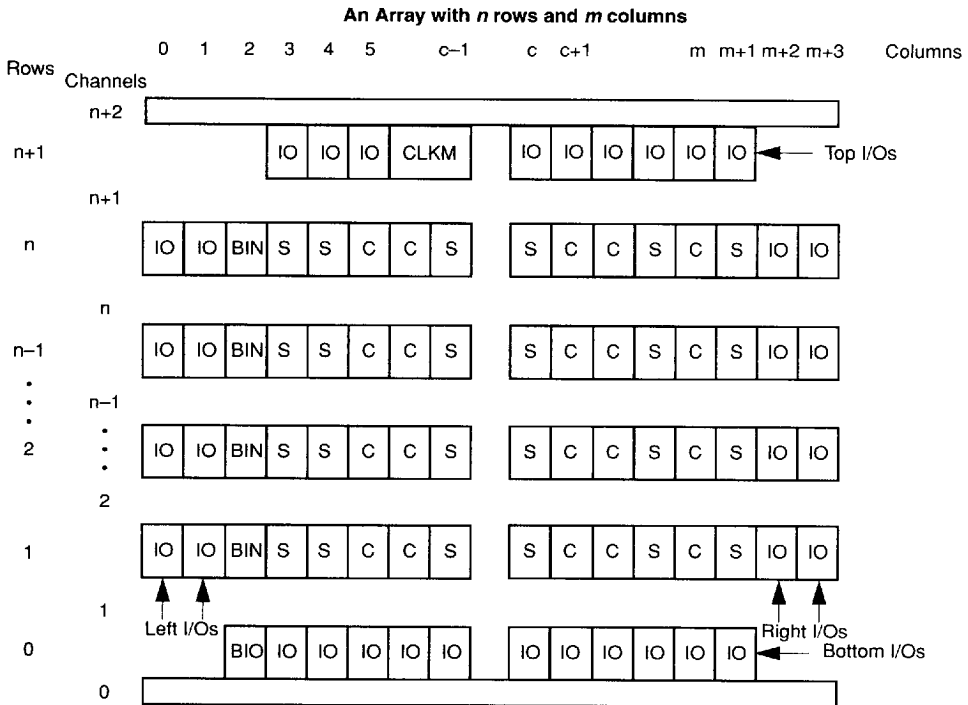 An Array with n rows and m columns
0 1 2 3 4 5 c–1 c c+1 m m+1 m+2 m+3 Columns
Rows
Channels
n+2
n+1 IO IO IO CLKM IO IO IO IO IO IO Top I/Os
n+1
n IO IO BIN S S C C S S C C S C S IO IO
n
n–1 IO IO BIN S S C C S S C C S C S IO IO
n–1
2 IO IO BIN S S C C S S C C S C S IO IO
2
1 IO IO BIN S S C C S S C C S C S IO IO
1
Left I/Os Right I/Os
0 BIO IO IO IO IO IO IO IO IO IO IO IO Bottom I/Os
0